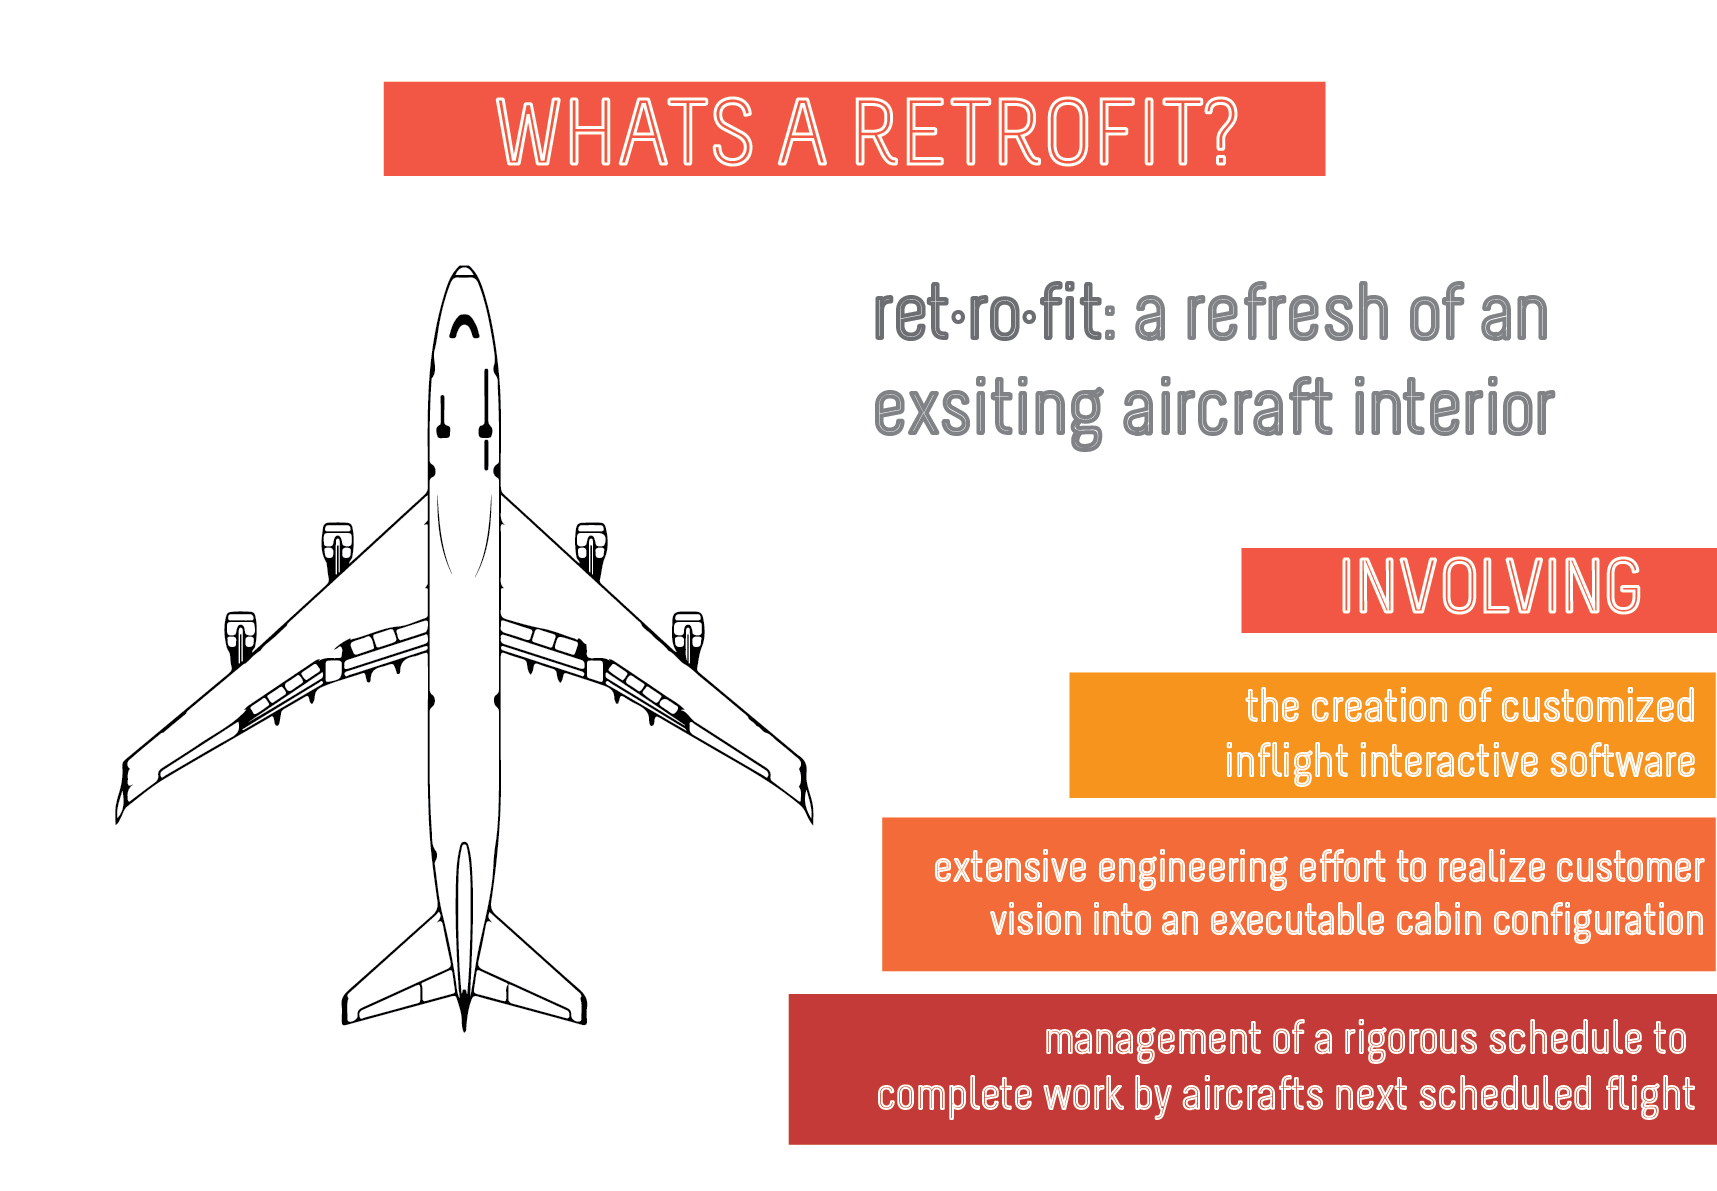 WHATS A RETROFIT?
ret·ro·fit: a refresh of an
exsiting aircraft interior
INVOLVING
the creation of customized
inflight interactive software
extensive engineering effort to realize customer
vision into an executable cabin configuration
management of a rigorous schedule to
complete work by aircrafts next scheduled flight